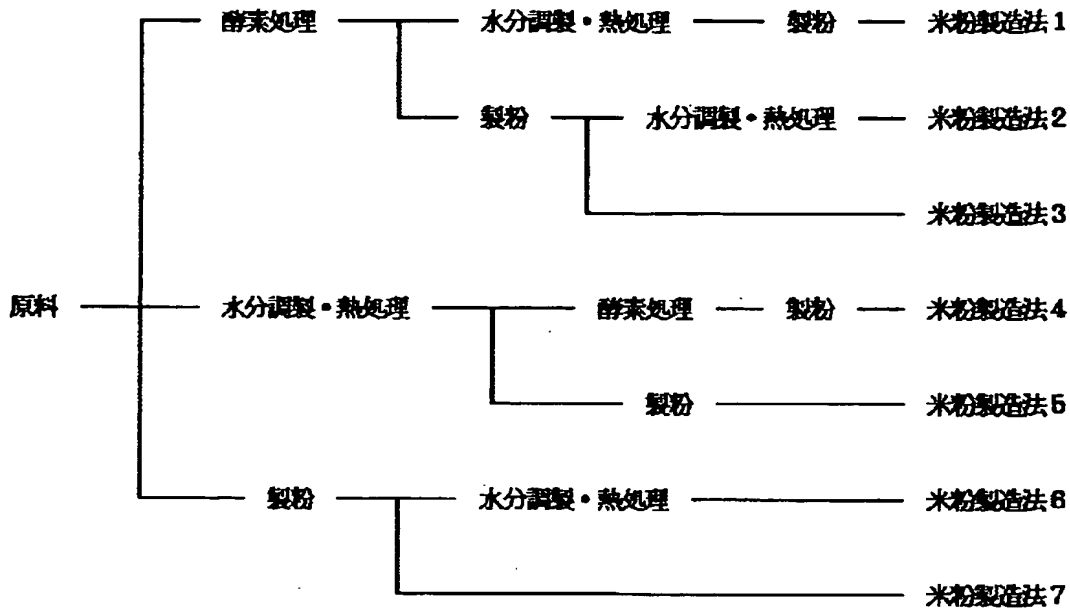 酵素処理 水分調製・熱処理 製粉 米粉製造法1
製粉 水分調製・熱処理 米粉製造法2
米粉製造法3
原料 水分調製・熱処理 酵素処理 製粉 米粉製造法4
製粉 米粉製造法5
製粉 水分調製・熱処理 米粉製造法6
米粉製造法7